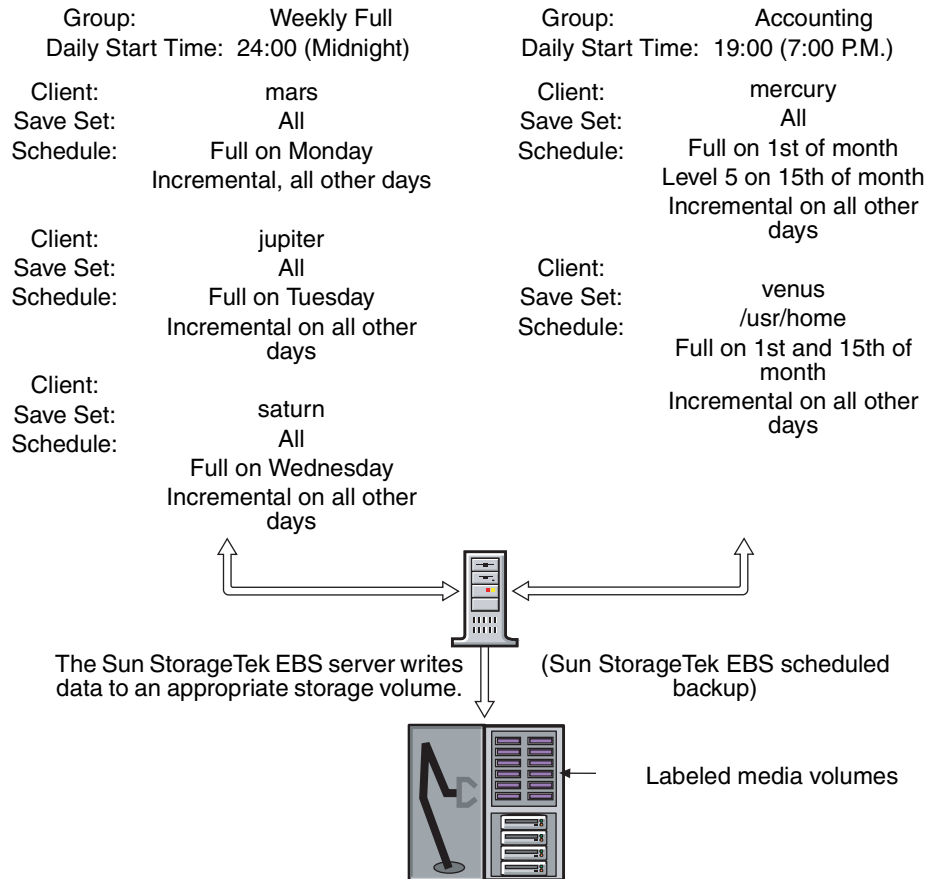 Group: Weekly Full
Daily Start Time: 24:00 (Midnight)
Client: mars
Save Set: All
Schedule: Full on Monday
Incremental, all other days
Client: jupiter
Save Set: All
Schedule: Full on Tuesday
Incremental on all other
days
Client:
Save Set: saturn
Schedule: All
Full on Wednesday
Incremental on all other
days
Group: Accounting
Daily Start Time: 19:00 (7:00 P.M.)
Client: mercury
Save Set: All
Schedule: Full on 1st of month
Level 5 on 15th of month
Incremental on all other
days
Client:
Save Set: venus
Schedule: /usr/home
Full on 1st and 15th of
month
Incremental on all other
days
The Sun StorageTek EBS server writes
data to an appropriate storage volume.
(Sun StorageTek EBS scheduled
backup)
Labeled media volumes